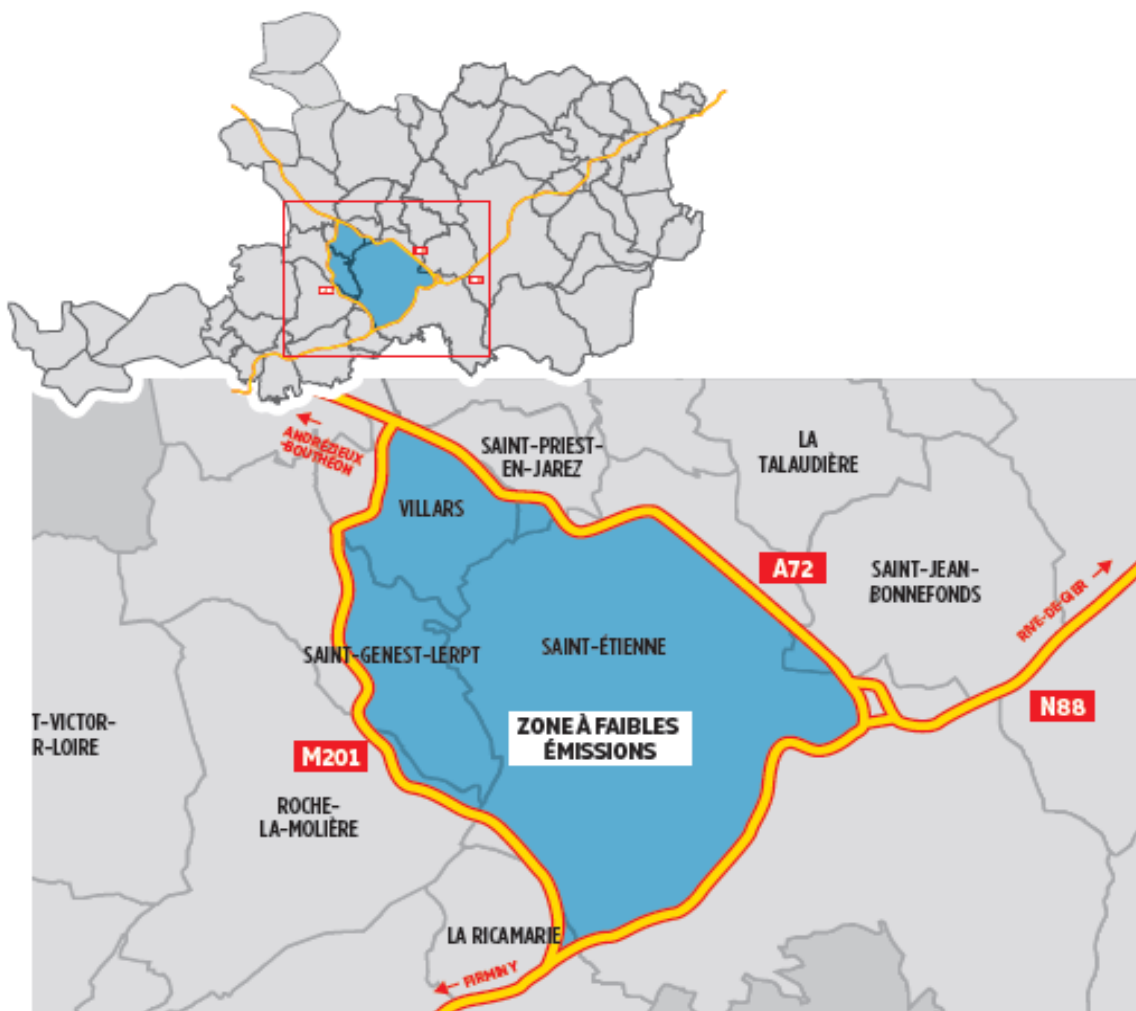 ANDRÉZIEUX
-BOUTHÉON
SAINT-PRIEST-
EN-JAREZ
LA
TALAUDIÈRE
VILLARS
A72
SAINT-JEAN-
BONNEFONDS
RIVE-DE-GIER
SAINT-GENEST-LERPT
SAINT-ÉTIENNE
T-VICTOR-
R-LOIRE
ZONE À FAIBLES
ÉMISSIONS
N88
M201
ROCHE-
LA-MOLIÈRE
LA RICAMARIE
FIRMINY